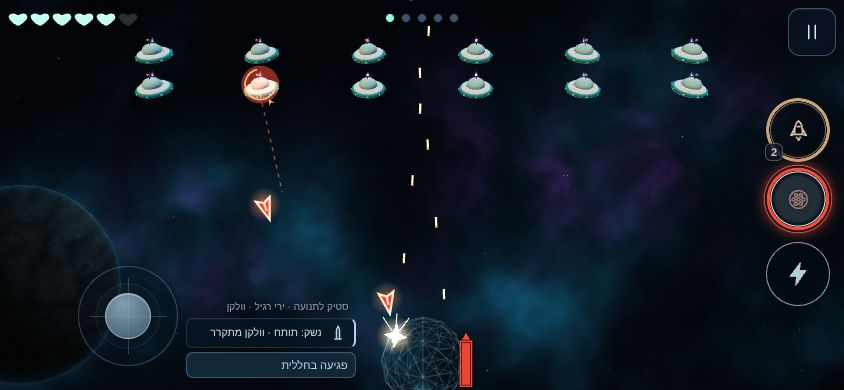 2
סטיק לתנועה · ירי רגיל · וולקן
נשק: תותח · וולקן מתקרר
פגיעה בחללית